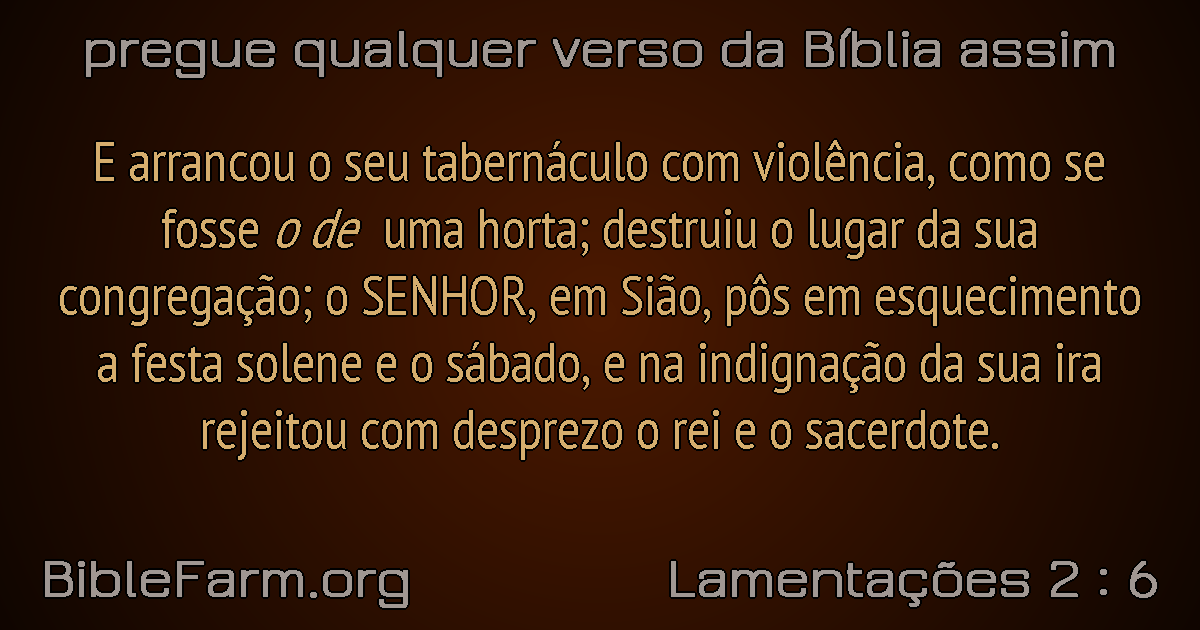 pregue qualquer verso da Bíblia assim
E arrancou o seu tabernáculo com violência, como se
fosse o de uma horta; destruiu o lugar da sua
congregação; o SENHOR, em Sião, pôs em esquecimento
a festa solene e o sábado, e na indignação da sua ira
rejeitou com desprezo o rei e o sacerdote.
BibleFarm.org
Lamentações 2 : 6